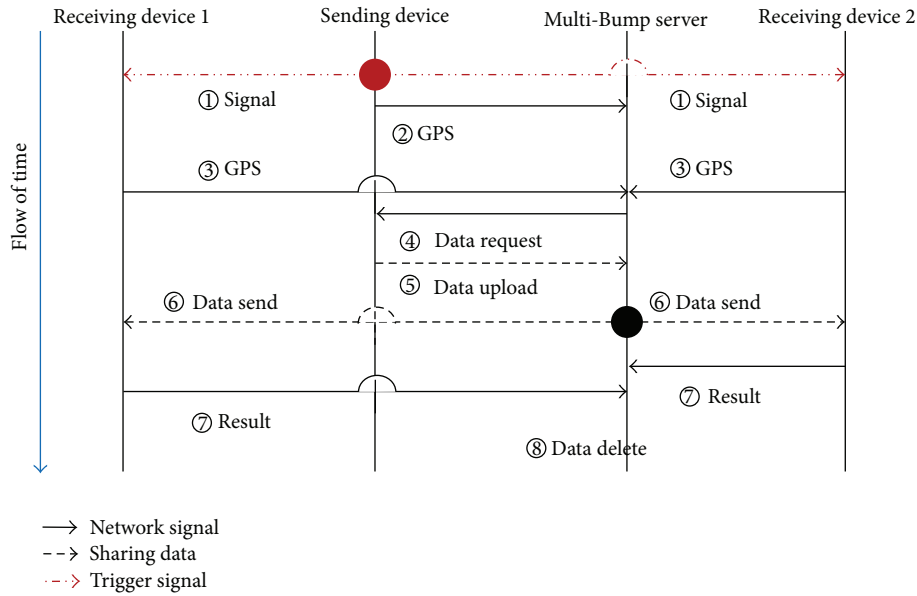 Receiving device 1
Sending device
Multi-Bump server
Receiving device 2
Flow of time
① Signal
① Signal
② GPS
③ GPS
③ GPS
④ Data request
⑤ Data upload
⑥ Data send
⑥ Data send
⑦ Result
⑦ Result
⑧ Data delete
Network signal
Sharing data
Trigger signal